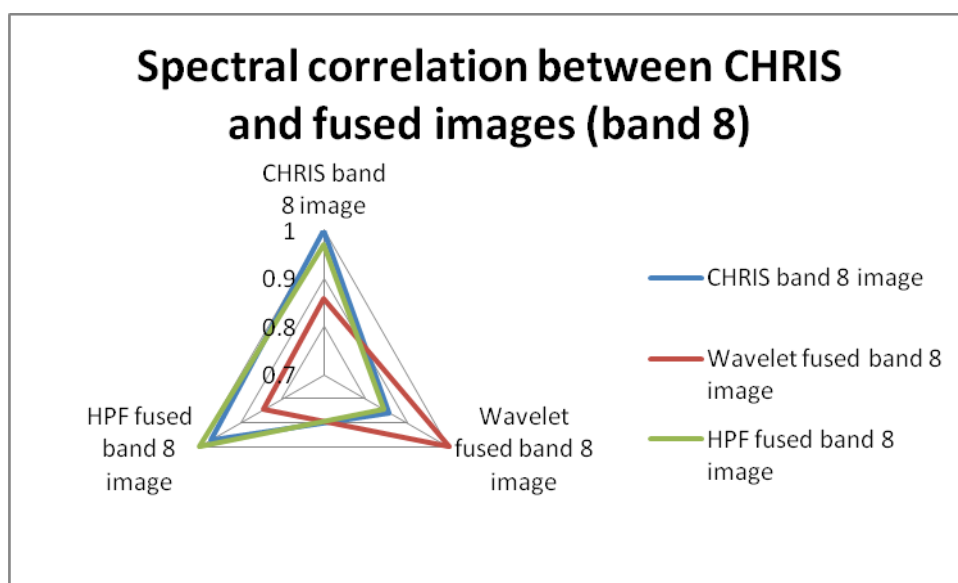 Spectral correlation between CHRIS
and fused images (band 8)
CHRIS band
8 image
1
0.9
0.8
0.7
HPF fused
band 8
image
Wavelet
fused band 8
image
CHRIS band 8 image
Wavelet fused band 8
image
HPF fused band 8
image